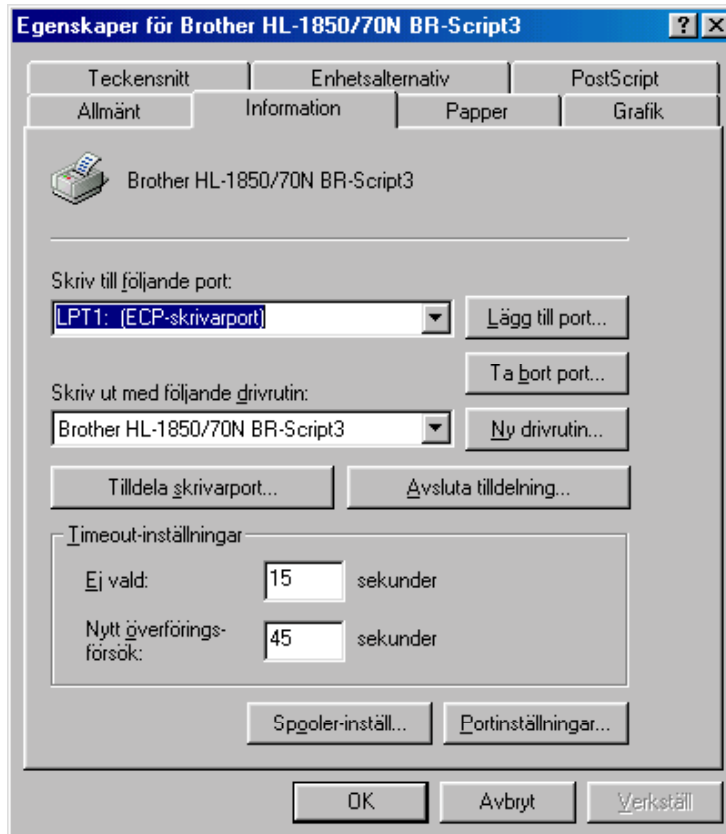 Egenskaper för Brother HL-1850/70N BR-Script3
Teckensnitt Enhetsalternativ PostScript
Allmänt Information Papper Grafik
Brother HL-1850/70N BR-Script3
Skriv till följande port:
LPT1: (ECP-skrivarport) Lägg till port...
Ta bort port...
Skriv ut med följande drivrutin:
Brother HL-1850/70N BR-Script3 Ny drivrutin...
Tilldela skrivarport... Avsluta tilldelning...
Timeout-inställningar
Ej vald: 15 sekunder
Nytt överförings-
försök: 45 sekunder
Spooler-inställ... Portinställningar...
OK Avbryt Verkställ